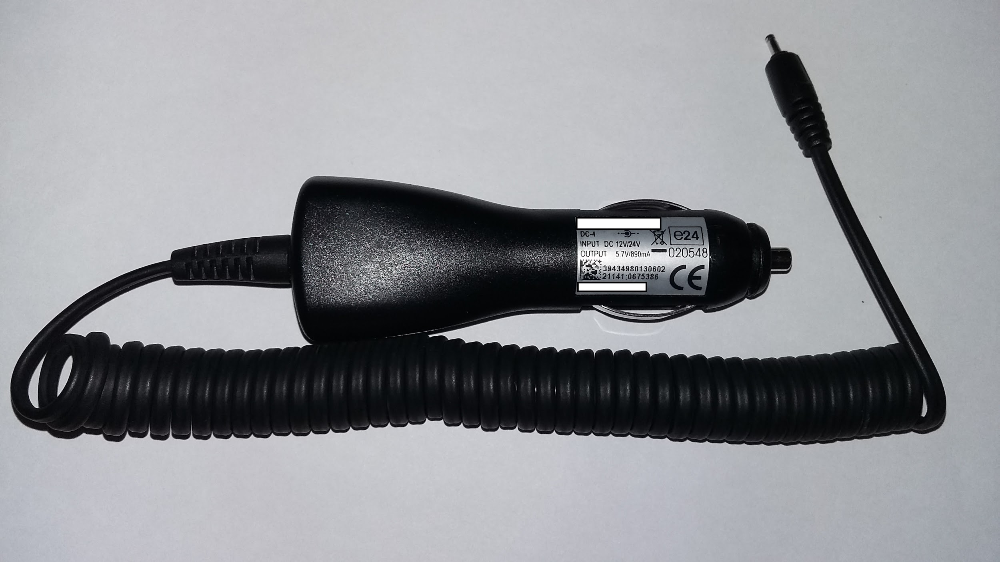 DC-4
INPUT DC 12V/24V
OUTPUT 5.7V/890mA
e24
020548
39434980130602
21141;0675386
CE